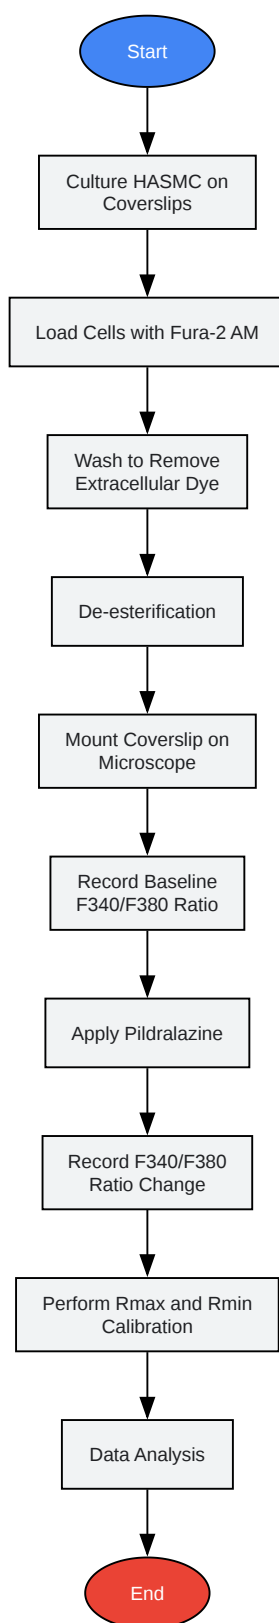 Start
Culture HASMC on
Coverslips
Load Cells with Fura-2 AM
Wash to Remove
Extracellular Dye
De-esterification
Mount Coverslip on
Microscope
Record Baseline
F340/F380 Ratio
Apply Pildralazine
Record F340/F380
Ratio Change
Perform Rmax and Rmin
Calibration
Data Analysis
End